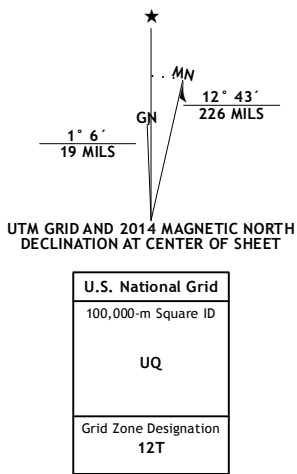 ★
MN
GN
12° 43´
226 MILS
1° 6´
19 MILS
UTM GRID AND 2014 MAGNETIC NORTH
DECLINATION AT CENTER OF SHEET
U.S. National Grid
100,000-m Square ID
UQ
Grid Zone Designation
12T